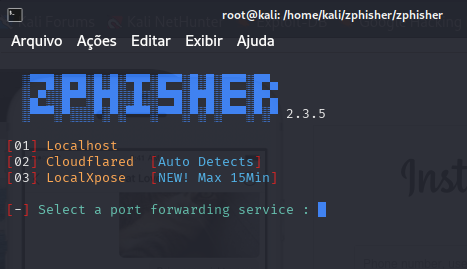 root@kali: /home/kali/zphisher/zphisher
Arquivo Ações Editar Exibir Ajuda
ZPHISHER 2.3.5
[01] Localhost
[02] Cloudflared [Auto Detects]
[03] LocalXpose [NEW! Max 15Min]
[-] Select a port forwarding service :